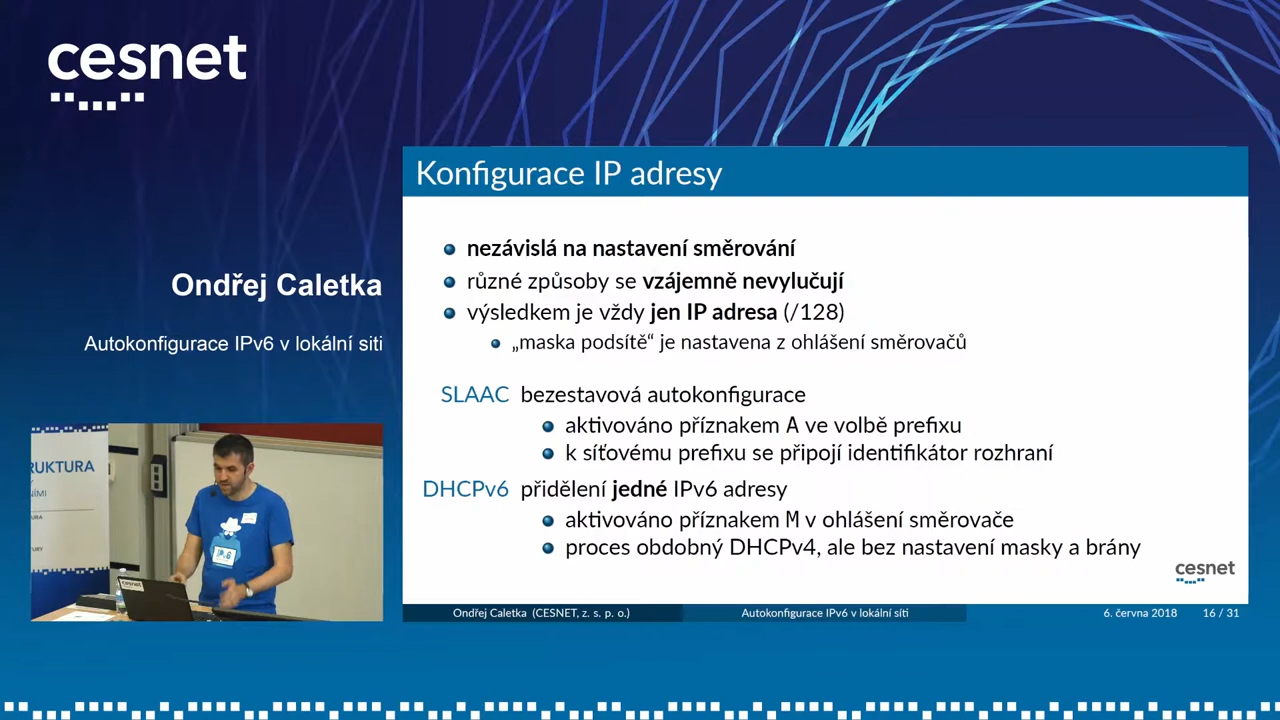 cesnet
Ondřej Caletka
Autokonfigurace IPv6 v lokální siti
RUKTURA
NÍMI
IPv6
cesnet
Konfigurace IP adresy
nezávislá na nastavení směrování
různé způsoby se vzájemně nevylučují
výsledkem je vždy jen IP adresa (/128)
„maska podsítě“ je nastavena z ohlášení směrovačů
SLAAC bezestavová autokonfigurace
aktivováno příznakem A ve volbě prefixu
k síťovému prefixu se připojí identifikátor rozhraní
DHCPv6 přidělení jedné IPv6 adresy
aktivováno příznakem M v ohlášení směrovače
proces obdobný DHCPv4, ale bez nastavení masky a brány
cesnet
Ondřej Caletka (CESNET, z. s. p. o.) Autokonfigurace IPv6 v lokální síti 6. června 2018 16 / 31